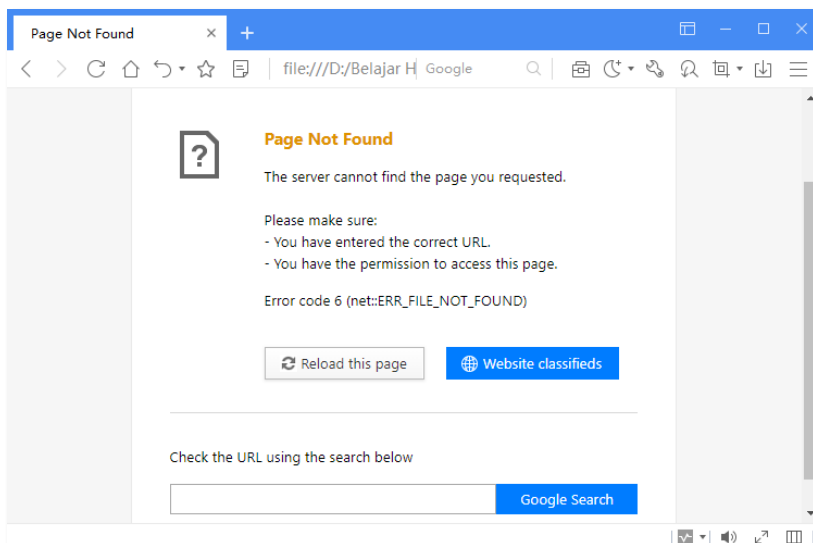 Page Not Found
file:///D:/Belajar H Google
Page Not Found
The server cannot find the page you requested.
Please make sure:
- You have entered the correct URL.
- You have the permission to access this page.
Error code 6 (net::ERR_FILE_NOT_FOUND)
Reload this page Website classifieds
Check the URL using the search below
Google Search